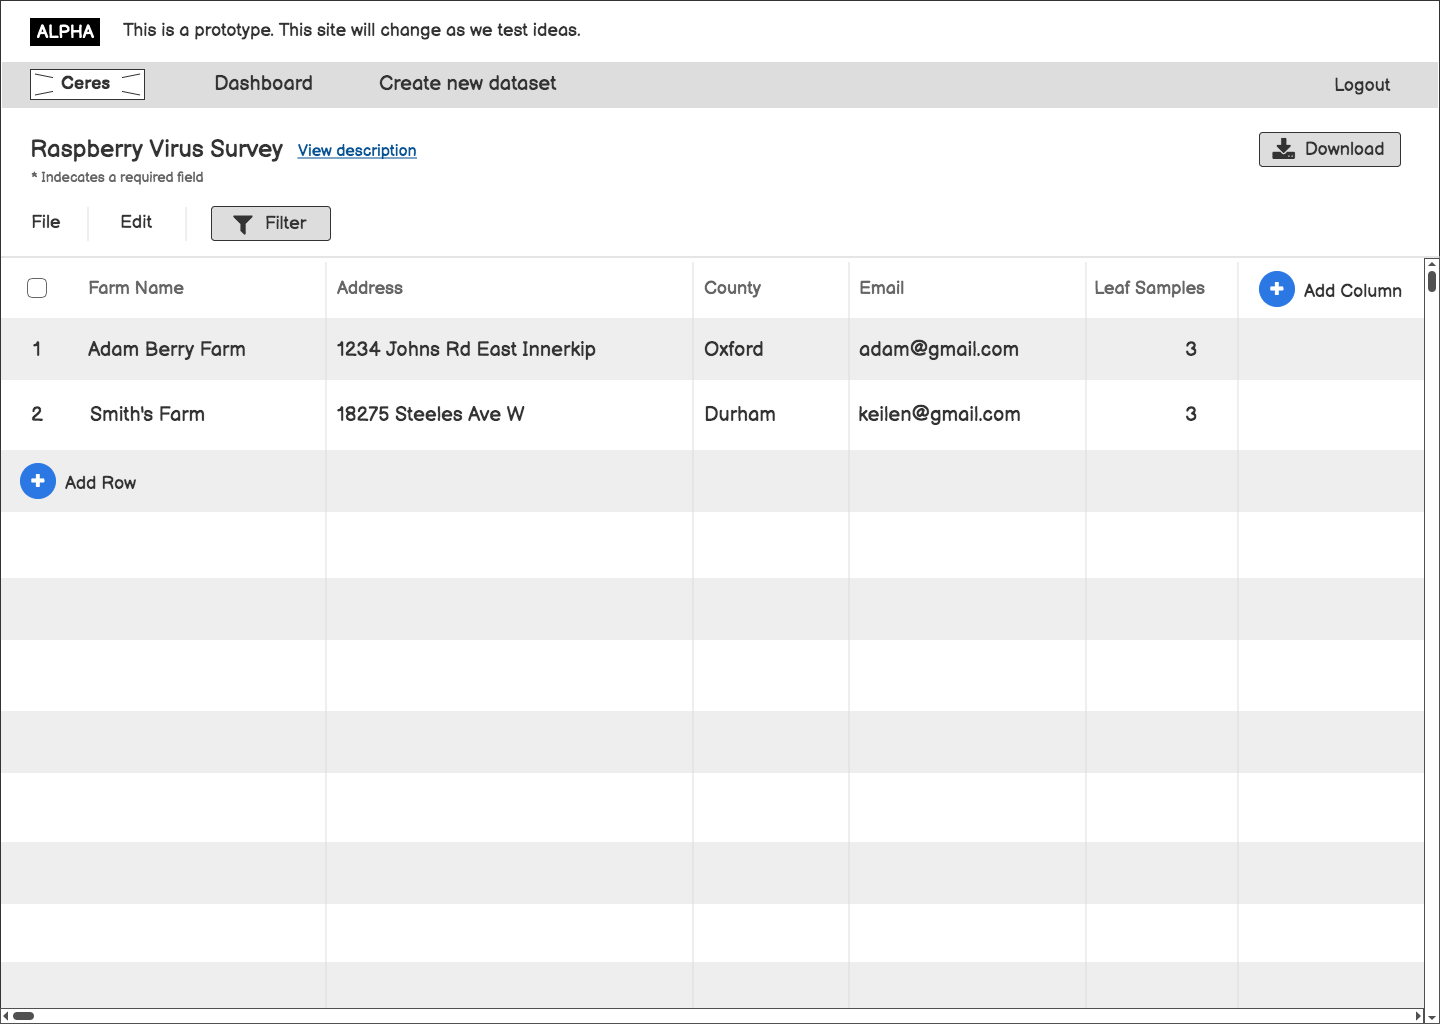 ALPHA This is a prototype. This site will change as we test ideas.
Ceres Dashboard Create new dataset Logout
Raspberry Virus Survey View description Download
* Indecates a required field
File Edit Filter
Farm Name Address County Email Leaf Samples Add Column
1 Adam Berry Farm 1234 Johns Rd East Innerkip Oxford adam@gmail.com 3
2 Smith's Farm 18275 Steeles Ave W Durham keilen@gmail.com 3
Add Row